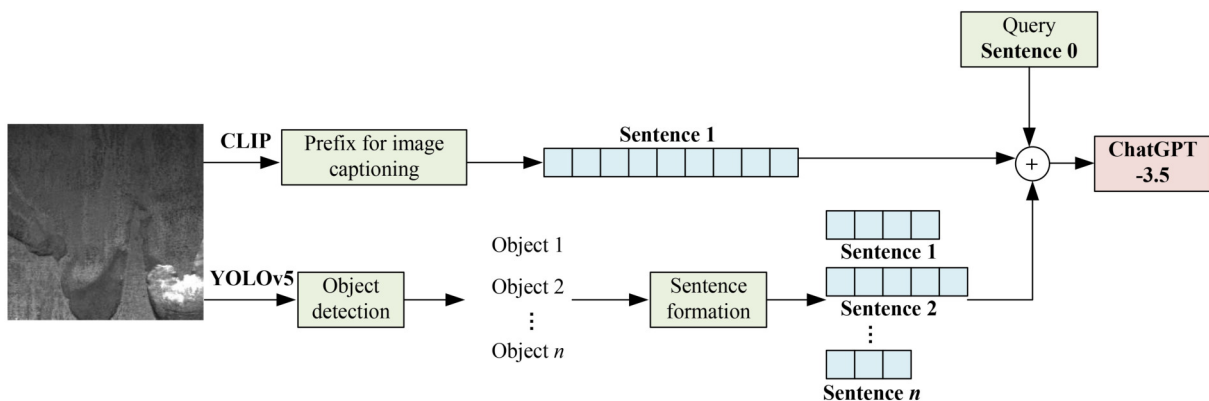 Query
Sentence 0
CLIP
Prefix for image
captioning
Sentence 1
+
ChatGPT
-3.5
YOLOv5
Object
detection
Object 1
Object 2
⋮
Object n
Sentence
formation
Sentence 1
Sentence 2
⋮
Sentence n